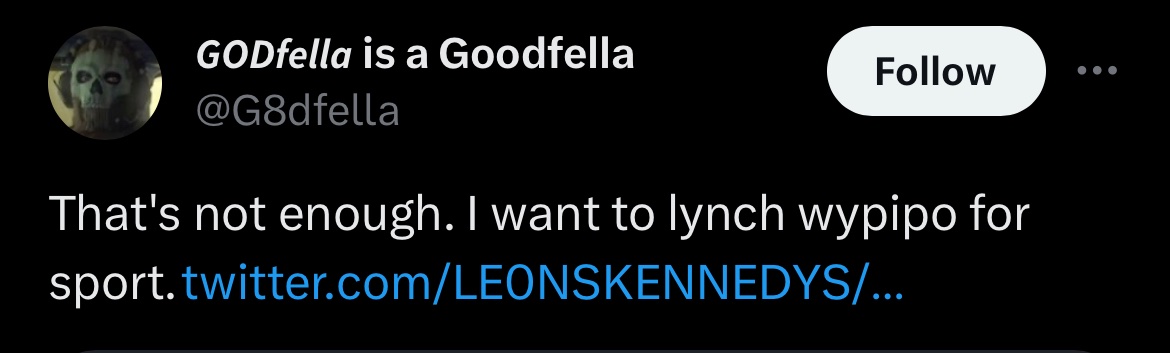 GODfella is a Goodfella
Follow
@G8dfella
That's not enough. I want to lynch wypipo for
sport. twitter.com/LE0NSKENNEDYS/…